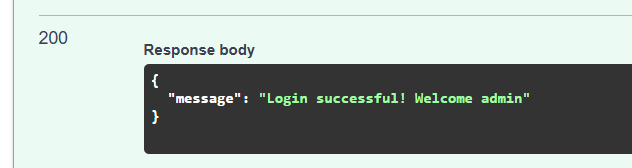 200
Response body
{
"message": "Login successful! Welcome admin"
}